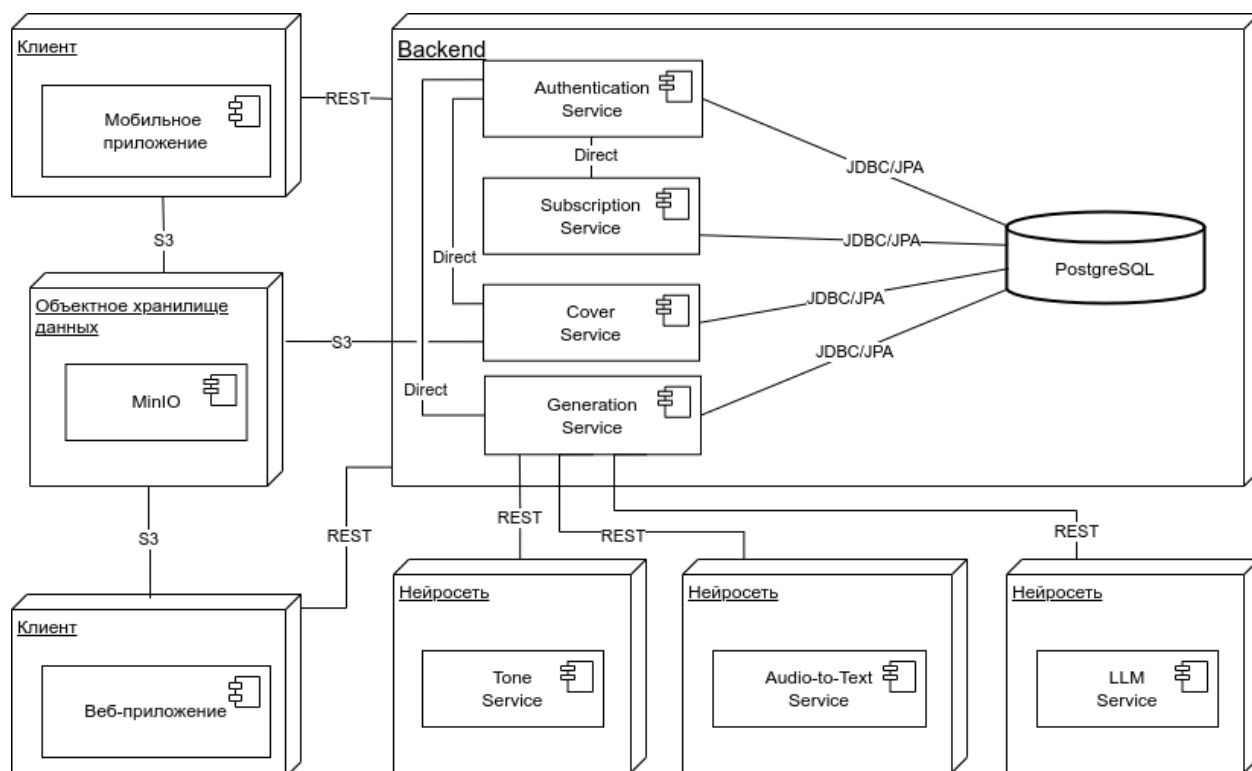 Клиент
Мобильное
приложение
REST
Backend
Authentication
Service
Direct
JDBC/JPA
Subscription
Service
S3
Direct
JDBC/JPA
PostgreSQL
Объектное хранилище
данных
Cover
Service
JDBC/JPA
S3
MinIO
JDBC/JPA
Direct
Generation
Service
S3
REST
REST
REST
REST
Клиент
Веб-приложение
Нейросеть
Tone
Service
Нейросеть
Audio-to-Text
Service
Нейросеть
LLM
Service